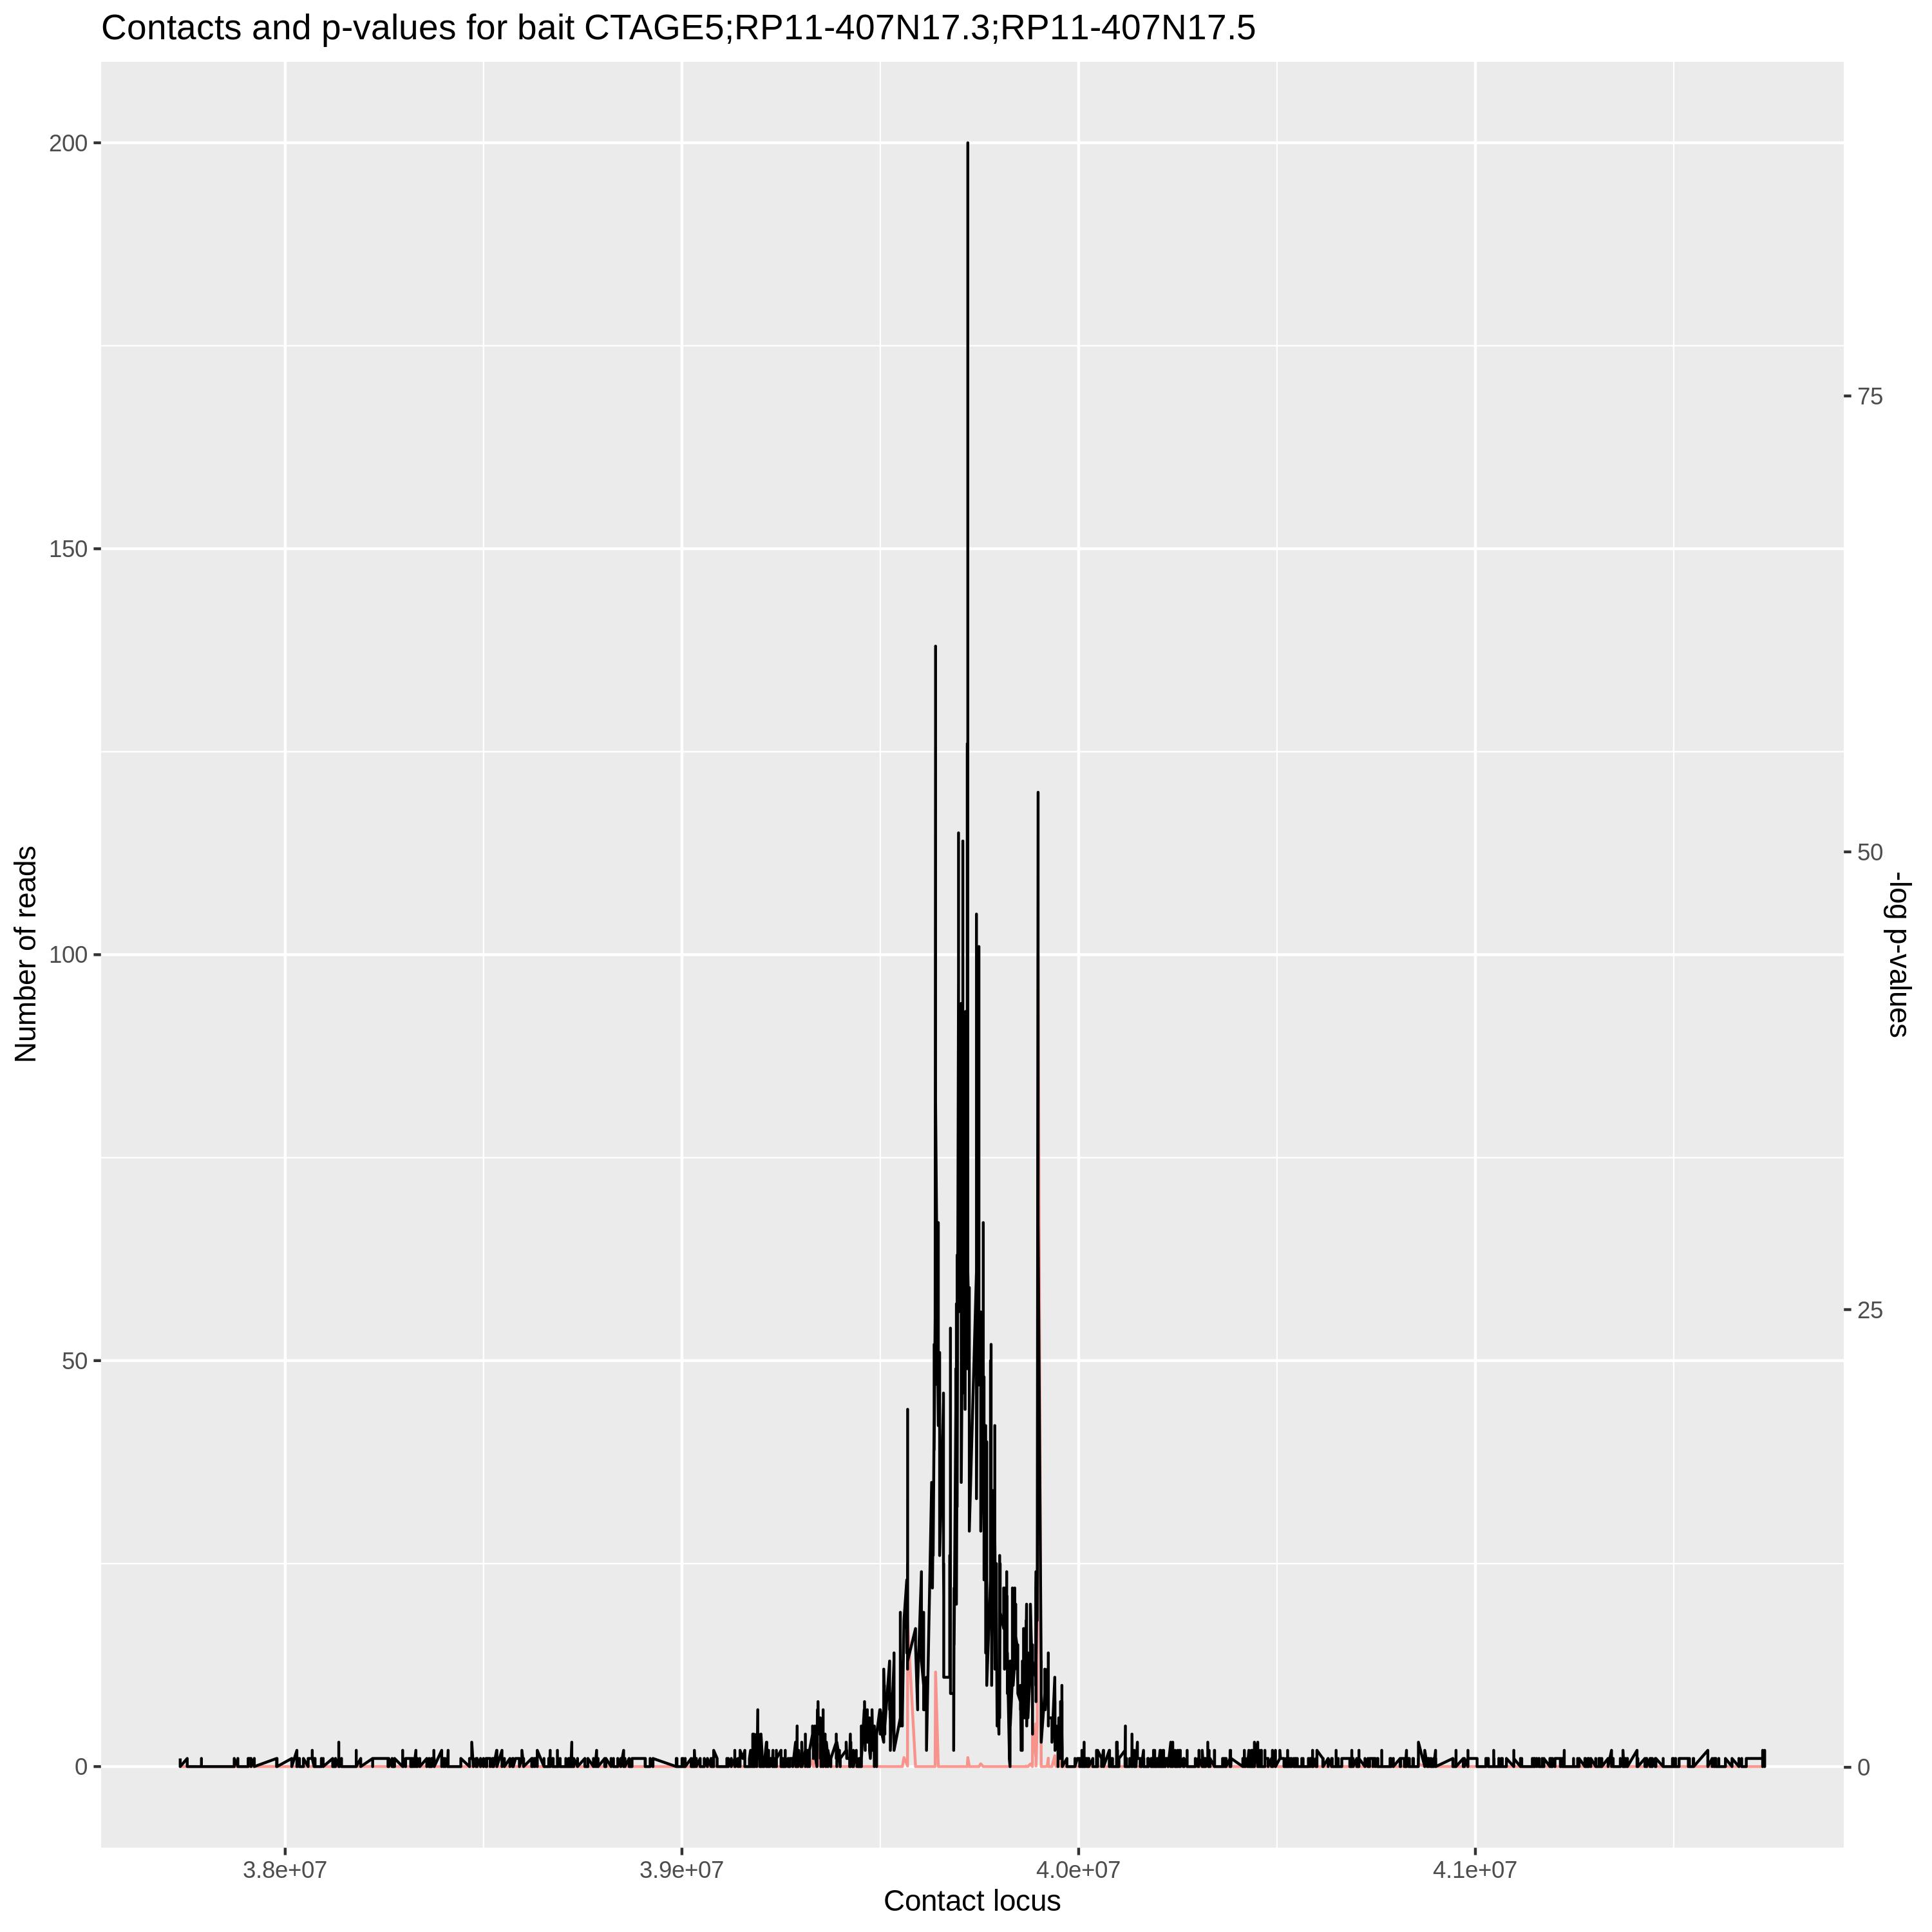 Contacts and p-values for bait CTAGE5;RP11-407N17.3;RP11-407N17.5
200
150
100
50
0
Number of reads
75
50
25
0
-log p-values
3.8e+07
3.9e+07
4.0e+07
4.1e+07
Contact locus